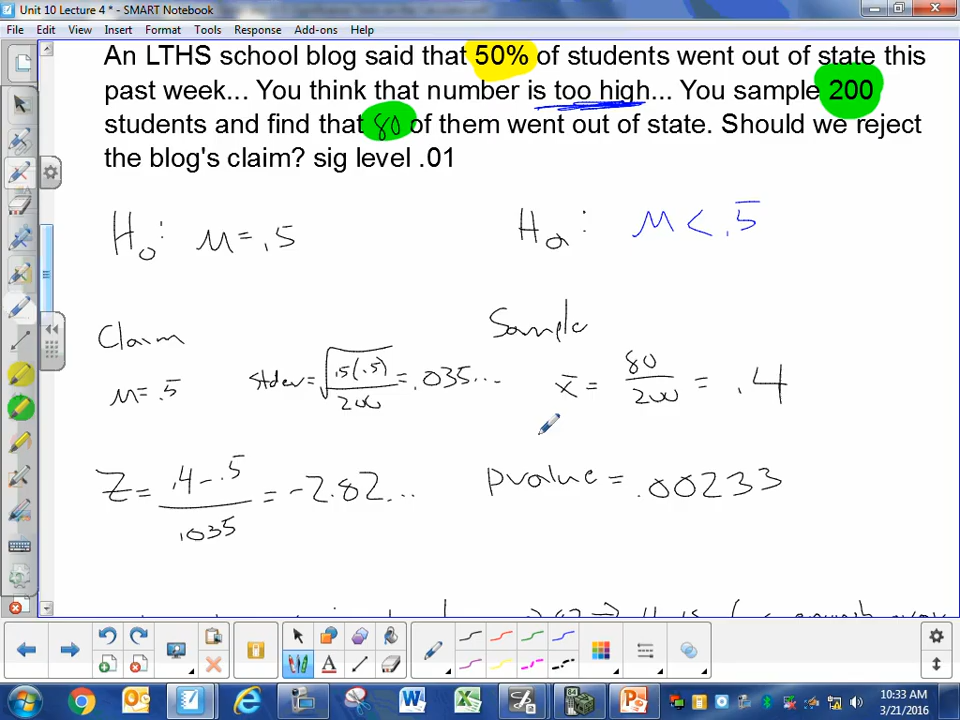 Unit 10 Lecture 4 * - SMART Notebook
File Edit View Insert Format Tools Response Add-ons Help
An LTHS school blog said that 50% of students went out of state this
past week... You think that number is too high... You sample 200
students and find that 80 of them went out of state. Should we reject
the blog's claim? sig level .01
H₀: μ = .5
Hₐ: μ < .5
Claim
Sample
μ = .5
stdev = √.5(.5)/200 = .035...
x̄ = 80/200 = .4
Z = .4 - .5/.035 = -2.82...
pvalue = .00233
10:33 AM
3/21/2016